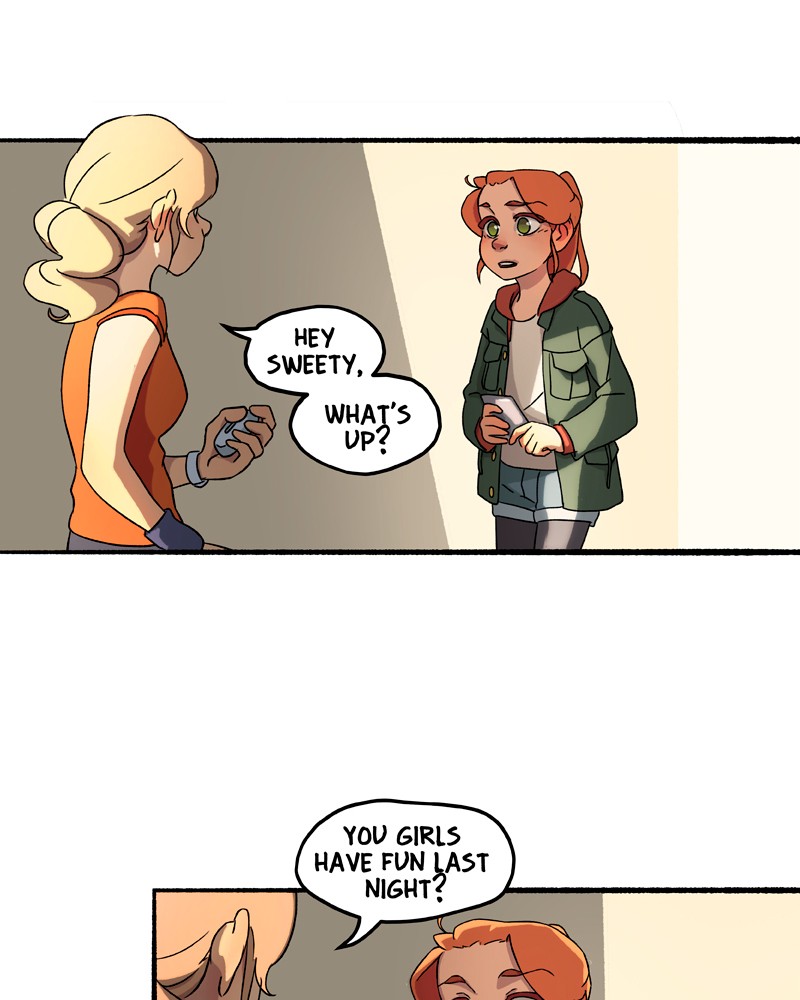 HEY
SWEETY,
WHAT'S
UP?
YOU GIRLS
HAVE FUN LAST
NIGHT?